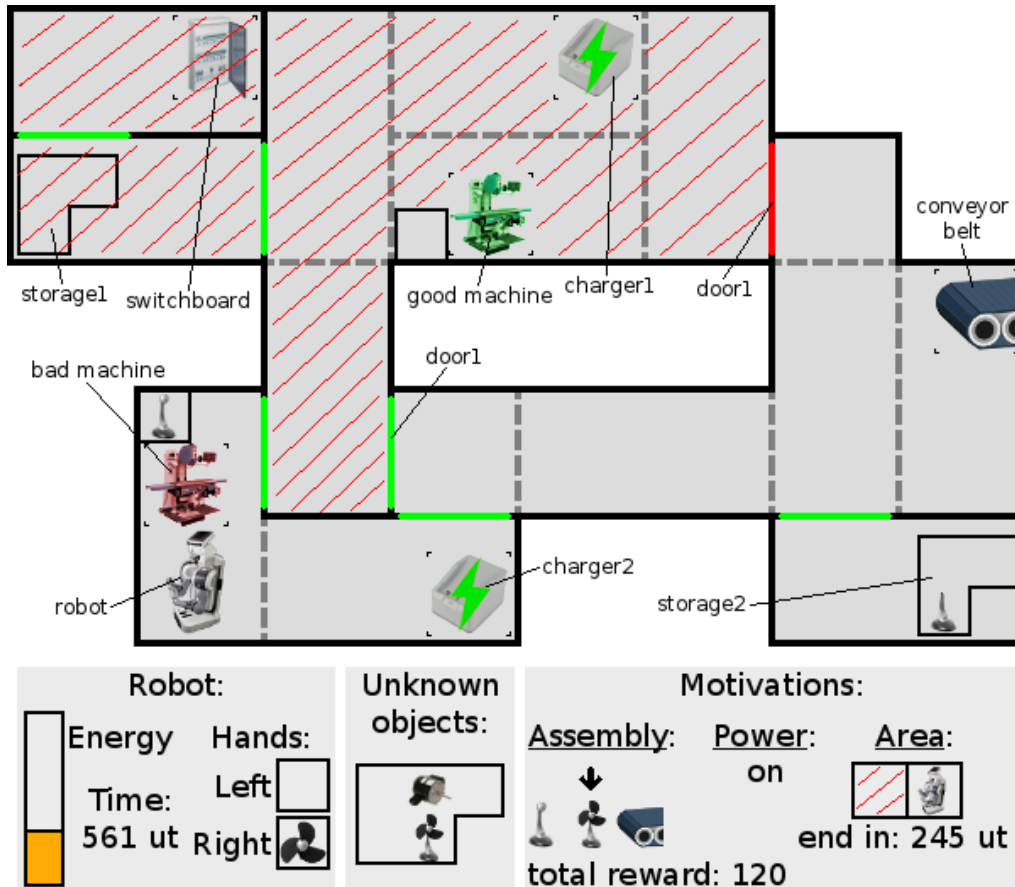 conveyor
belt
storage1
switchboard
good machine
charger1
door1
bad machine
door1
charger2
robot
storage2
Robot:
Energy
Hands:
Left
Time:
561 ut
Right
Unknown
objects:
Motivations:
Assembly:
Power:
on
Area:
end in: 245 ut
total reward: 120